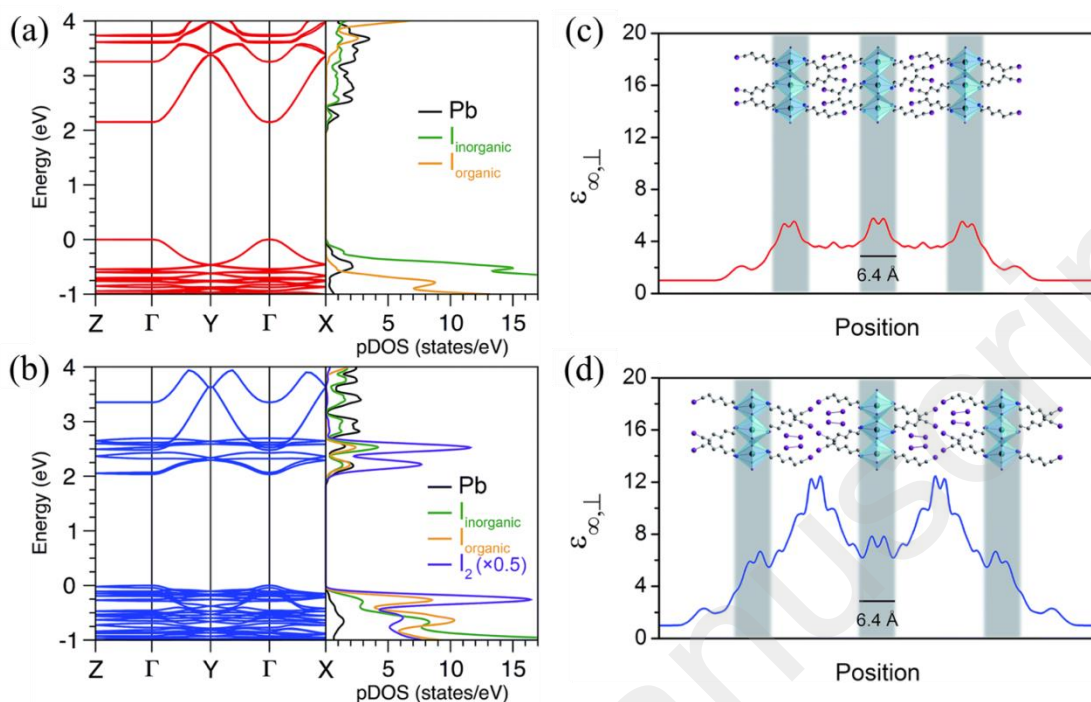 (a)
4
3
2
1
0
-1
Energy (eV)
Z Γ Y Γ X
5 10 15
pDOS (states/eV)
Pb
I inorganic
I organic
(c)
20
16
12
8
4
0
ε∞,⊥
6.4 Å
Position
(b)
4
3
2
1
0
-1
Energy (eV)
Z Γ Y Γ X
5 10 15
pDOS (states/eV)
Pb
I inorganic
I organic
I2 (×0.5)
(d)
20
16
12
8
4
0
ε∞,⊥
6.4 Å
Position